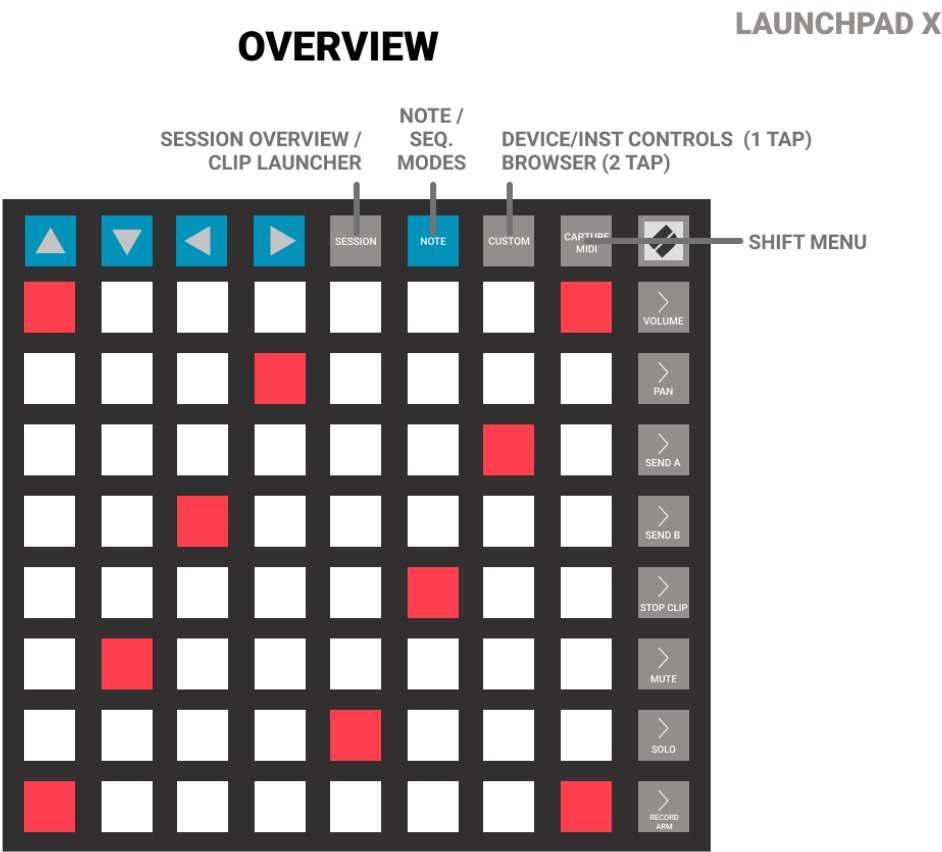 LAUNCHPAD X
OVERVIEW
SESSION OVERVIEW /
CLIP LAUNCHER
NOTE /
SEQ.
MODES
DEVICE/INST CONTROLS (1 TAP)
BROWSER (2 TAP)
SESSION
NOTE
CUSTOM
CAPTURE
MIDI
SHIFT MENU
VOLUME
PAN
SEND A
SEND B
STOP CLIP
MUTE
SOLO
RECORD
ARM